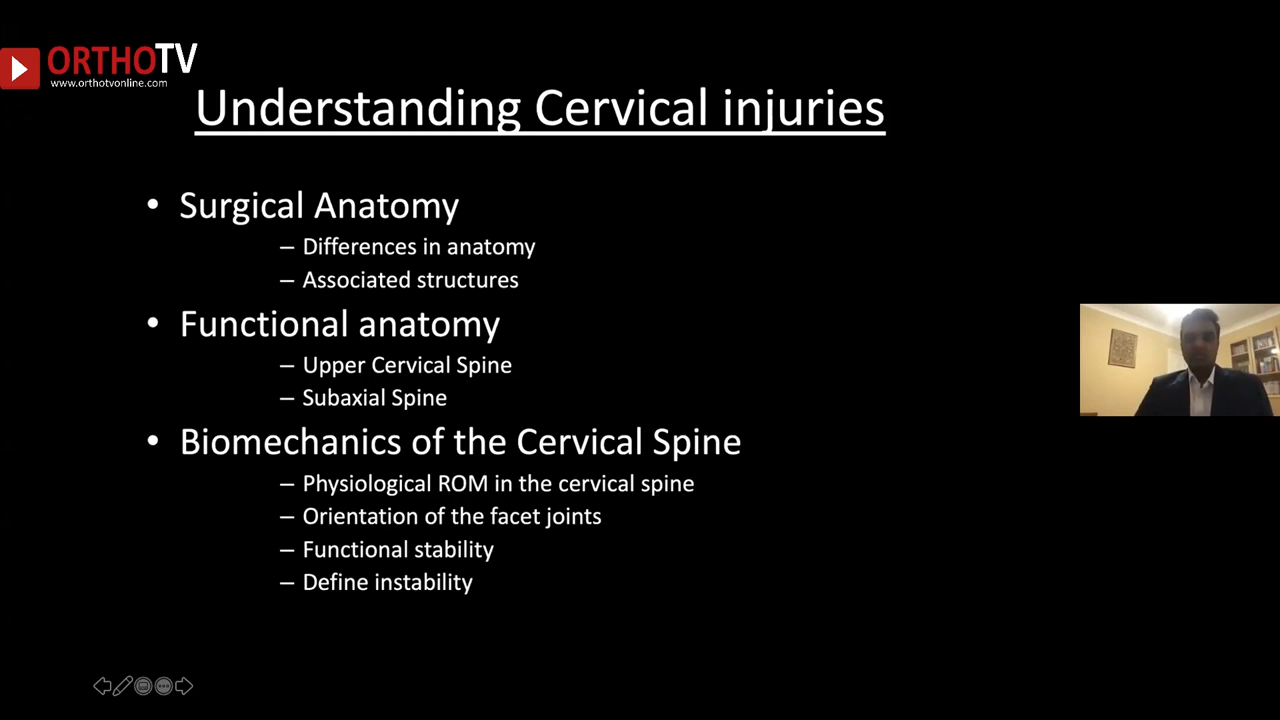 ORTHOTV
www.orthotvonline.com
Understanding Cervical injuries
• Surgical Anatomy
– Differences in anatomy
– Associated structures
• Functional anatomy
– Upper Cervical Spine
– Subaxial Spine
• Biomechanics of the Cervical Spine
– Physiological ROM in the cervical spine
– Orientation of the facet joints
– Functional stability
– Define instability